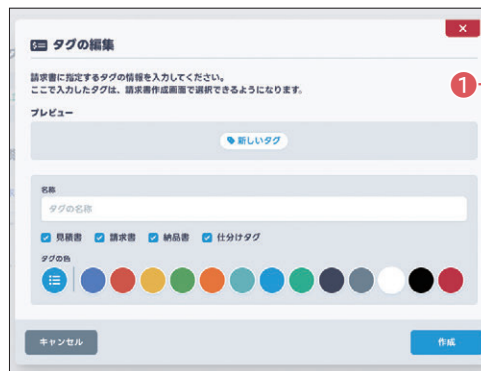 ×
タグの編集
請求書に指定するタグの情報を入力してください。
ここで入力したタグは、請求書作成画面で選択できるようになります。
1
プレビュー
新しいタグ
名称
タグの名称
見積書 請求書 納品書 仕分けタグ
タグの色
キャンセル 作成